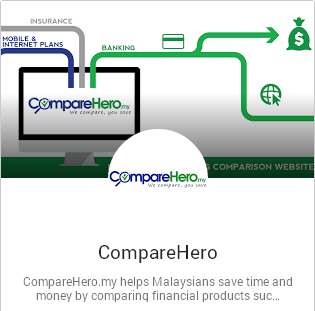 INSURANCE
MOBILE &
INTERNET PLANS
BANKING
$
CompareHero.my
We compare, you save
COMPARISON WEBSITE
CompareHero.my
We compare, you save
CompareHero
CompareHero.my helps Malaysians save time and
money by comparing financial products suc...